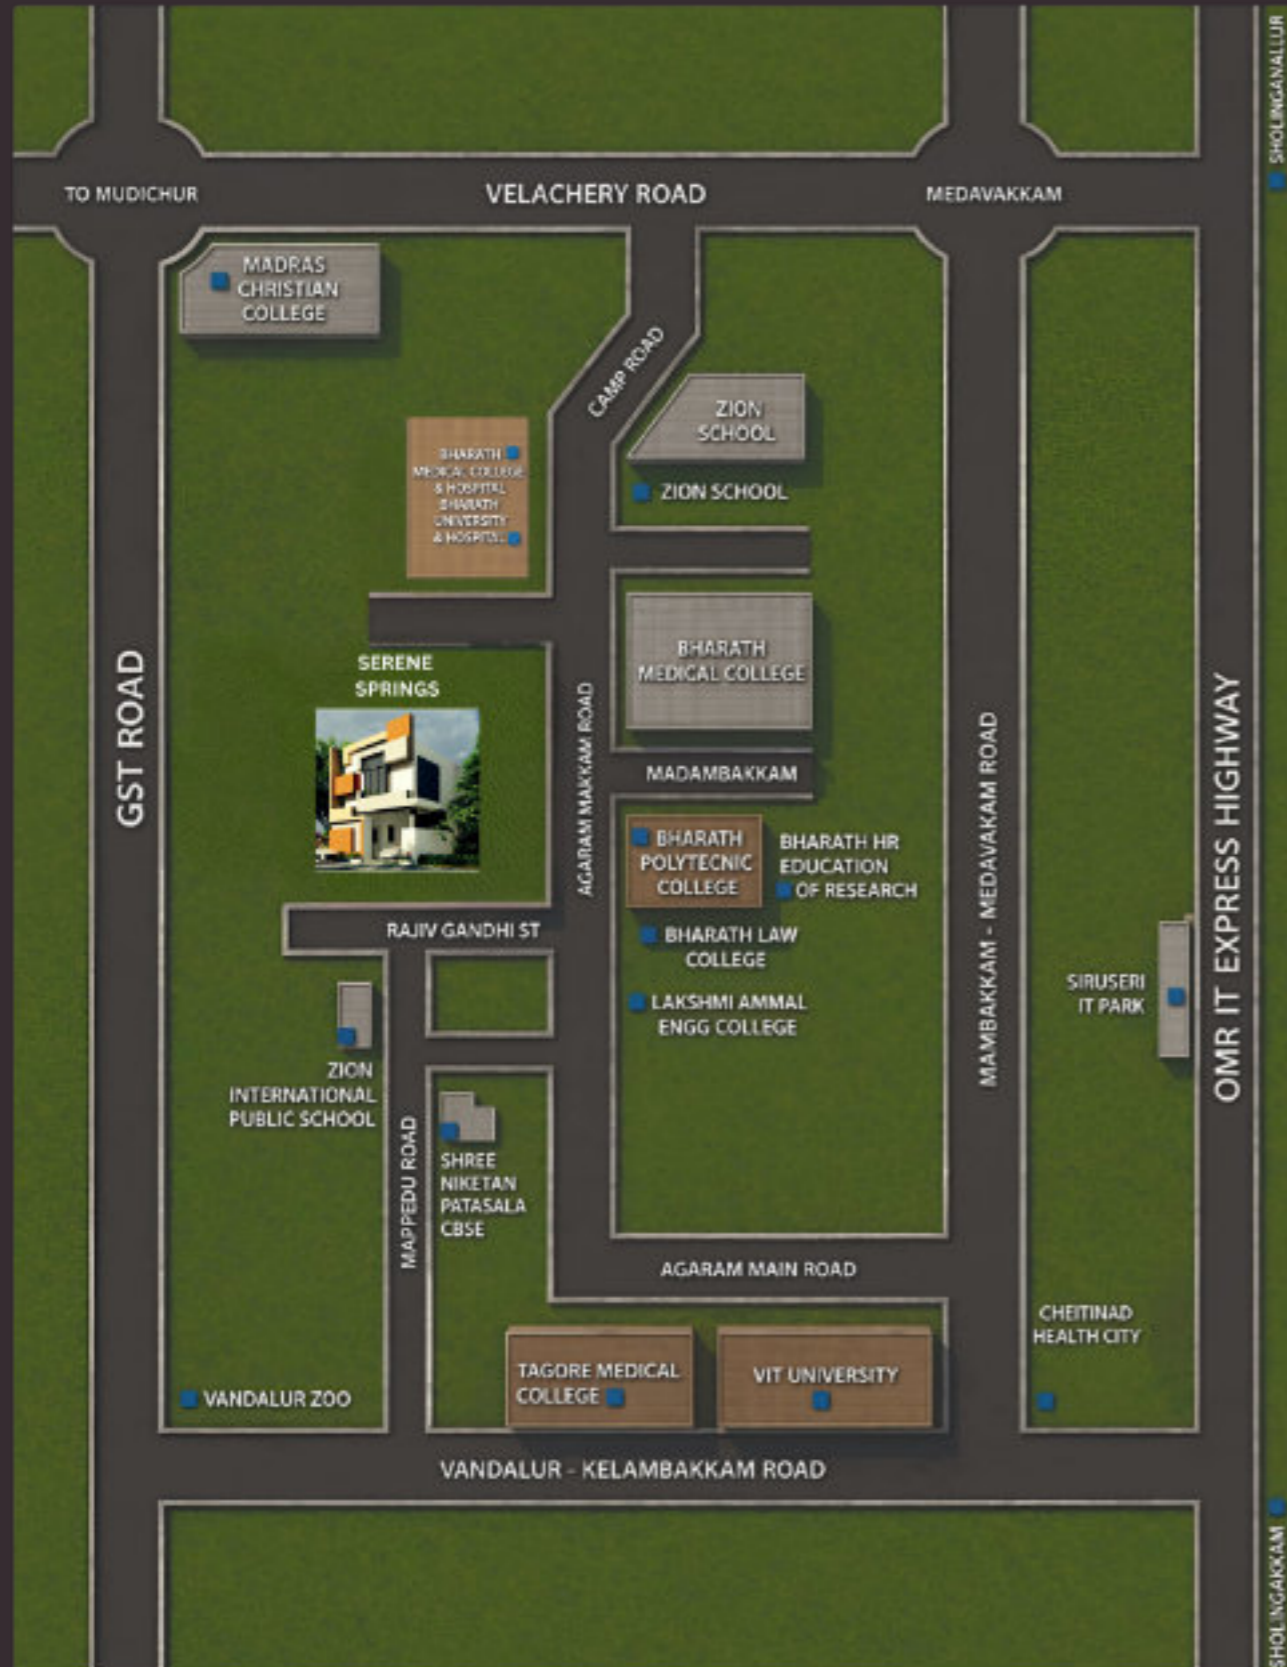 SHOLINGANALLUR
TO MUDICHUR
VELACHERY ROAD
MEDAVAKKAM
MADRAS
CHRISTIAN
COLLEGE
CAMP ROAD
ZION
SCHOOL
BHARATH
MEDICAL COLLEGE
& HOSPITAL
BHARATH
UNIVERSITY
& HOSPITAL
ZION SCHOOL
BHARATH
MEDICAL COLLEGE
SERENE
SPRINGS
GST ROAD
AGARAM MAKKAM ROAD
MADAMBAKKAM
MAMBAKKAM - MEDAVAKAM ROAD
OMR IT EXPRESS HIGHWAY
BHARATH
POLYTECNIC
COLLEGE
BHARATH HR
EDUCATION
OF RESEARCH
RAJIV GANDHI ST
BHARATH LAW
COLLEGE
LAKSHMI AMMAL
ENGG COLLEGE
SIRUSERI
IT PARK
ZION
INTERNATIONAL
PUBLIC SCHOOL
MAPPEDU ROAD
SHREE
NIKETAN
PATASALA
CBSE
AGARAM MAIN ROAD
CHEITINAD
HEALTH CITY
TAGORE MEDICAL
COLLEGE
VIT UNIVERSITY
VANDALUR ZOO
VANDALUR - KELAMBAKKAM ROAD
SHOLINGAKKAM